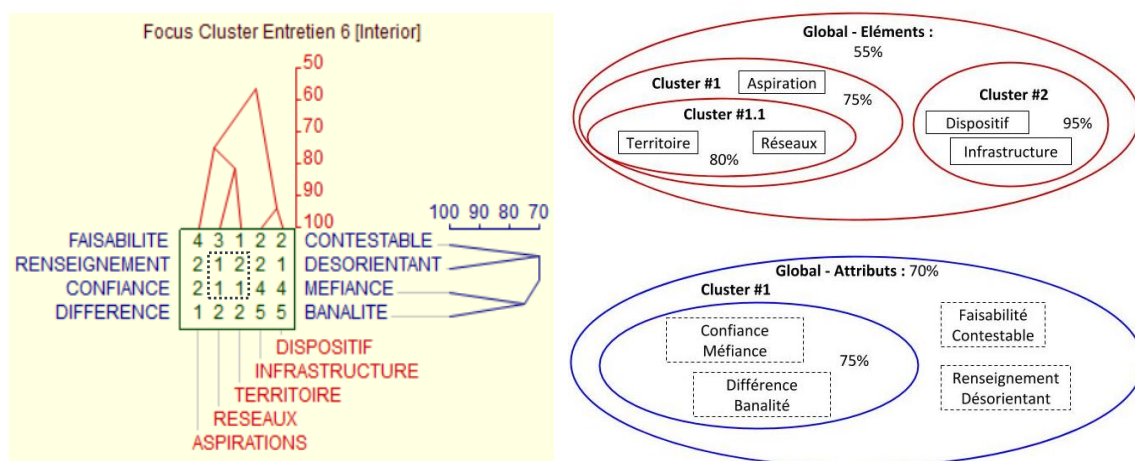 Focus Cluster Entretien 6 [Interior]
50
60
70
80
90
100
100 90 80 70
FAISABILITE 4 3 1 2 2 CONTESTABLE
RENSEIGNEMENT 2 1 2 2 1 DESORIENTANT
CONFIANCE 2 1 1 4 4 MEFIANCE
DIFFERENCE 1 2 2 5 5 BANALITE
DISPOSITIF
INFRASTRUCTURE
TERRITOIRE
RESEAUX
ASPIRATIONS
Global - Eléments :
55%
Cluster #1
Aspiration
75%
Cluster #1.1
Territoire
Réseaux
80%
Cluster #2
Dispositif
95%
Infrastructure
Global - Attributs : 70%
Cluster #1
Confiance
Méfiance
75%
Différence
Banalité
Faisabilité
Contestable
Renseignement
Désorientant